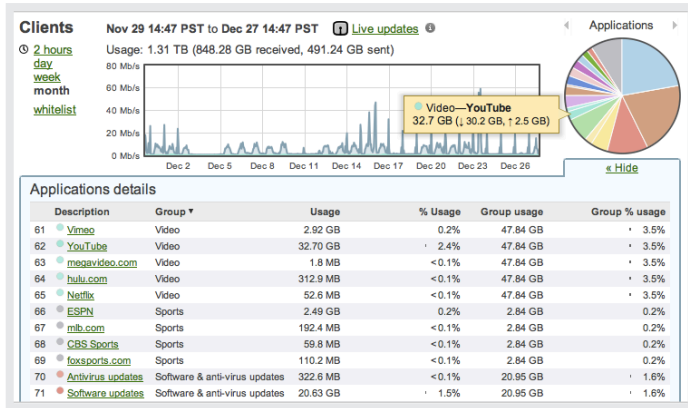 Clients
Nov 29 14:47 PST to Dec 27 14:47 PST Live updates
Applications
2 hours
day
week
month
whitelist
Usage: 1.31 TB (848.28 GB received, 491.24 GB sent)
80 Mb/s
60 Mb/s
40 Mb/s
20 Mb/s
0 Mb/s
Dec 2 Dec 5 Dec 8 Dec 11 Dec 14 Dec 17 Dec 20 Dec 23 Dec 26
Video—YouTube
32.7 GB (↓ 30.2 GB, ↑ 2.5 GB)
« Hide
Applications details
Description Group ▼ Usage % Usage Group usage Group % usage
61 Vimeo Video 2.92 GB 0.2% 47.84 GB 3.5%
62 YouTube Video 32.70 GB 2.4% 47.84 GB 3.5%
63 megavideo.com Video 1.8 MB <0.1% 47.84 GB 3.5%
64 hulu.com Video 312.9 MB <0.1% 47.84 GB 3.5%
65 Netflix Video 52.6 MB <0.1% 47.84 GB 3.5%
66 ESPN Sports 2.49 GB 0.2% 2.84 GB 0.2%
67 mlb.com Sports 192.4 MB <0.1% 2.84 GB 0.2%
68 CBS Sports Sports 59.8 MB <0.1% 2.84 GB 0.2%
69 foxsports.com Sports 110.2 MB <0.1% 2.84 GB 0.2%
70 Antivirus updates Software & anti-virus updates 322.6 MB <0.1% 20.95 GB 1.6%
71 Software updates Software & anti-virus updates 20.63 GB 1.5% 20.95 GB 1.6%